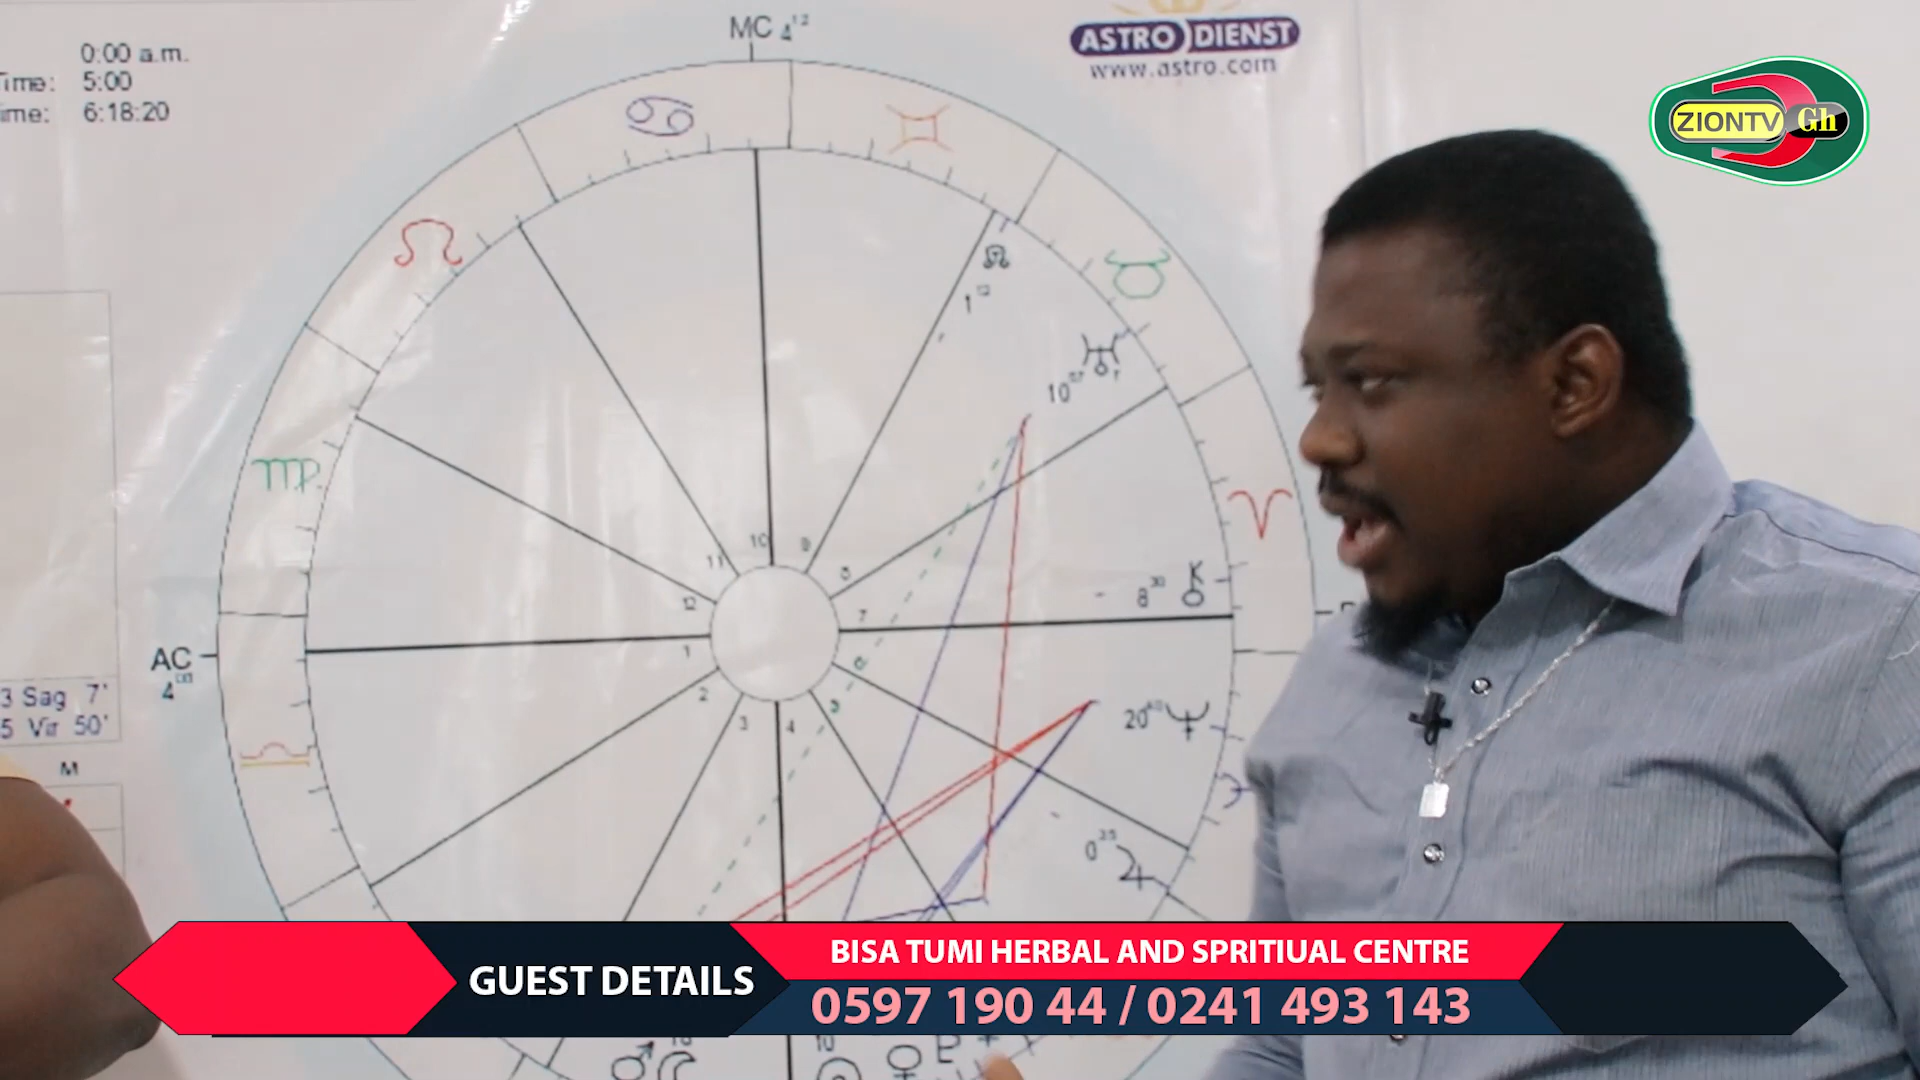 0:00 a.m.
Time: 5:00
ime: 6:18:20
MC 4 12
ASTRO DIENST
www.astro.com
ZIONTV Gh
1
10
8 30
AC
4
20
0
10
9
11
8
12
7
1
6
2
5
3
4
3 Sag 7'
5 Vir 50'
M
GUEST DETAILS
BISA TUMI HERBAL AND SPRITIUAL CENTRE
0597 190 44 / 0241 493 143
10